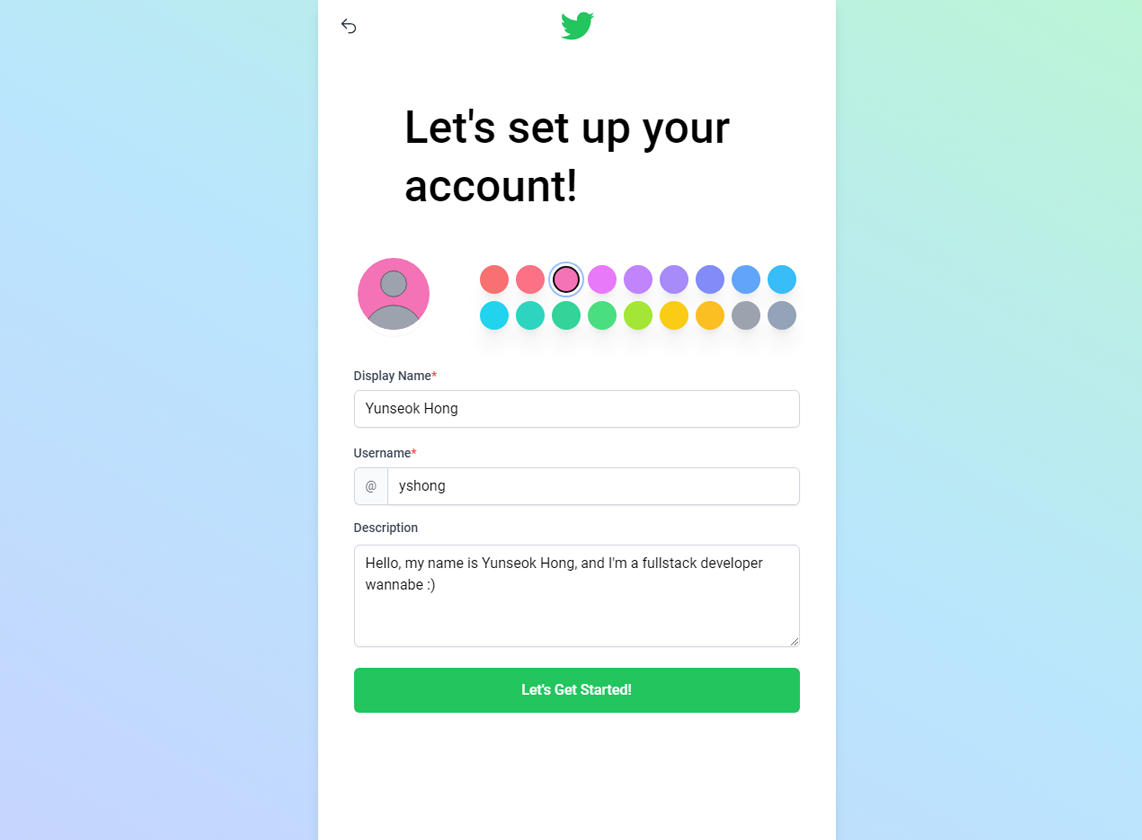 Let's set up your
account!
Display Name*
Yunseok Hong
Username*
@ yshong
Description
Hello, my name is Yunseok Hong, and I'm a fullstack developer
wannabe :)
Let's Get Started!